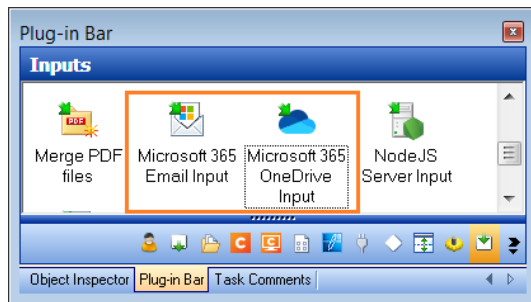 Plug-in Bar
Inputs
PDF
Merge PDF files
Microsoft 365 Email Input
Microsoft 365 OneDrive Input
NodeJS Server Input
Object Inspector
Plug-in Bar
Task Comments